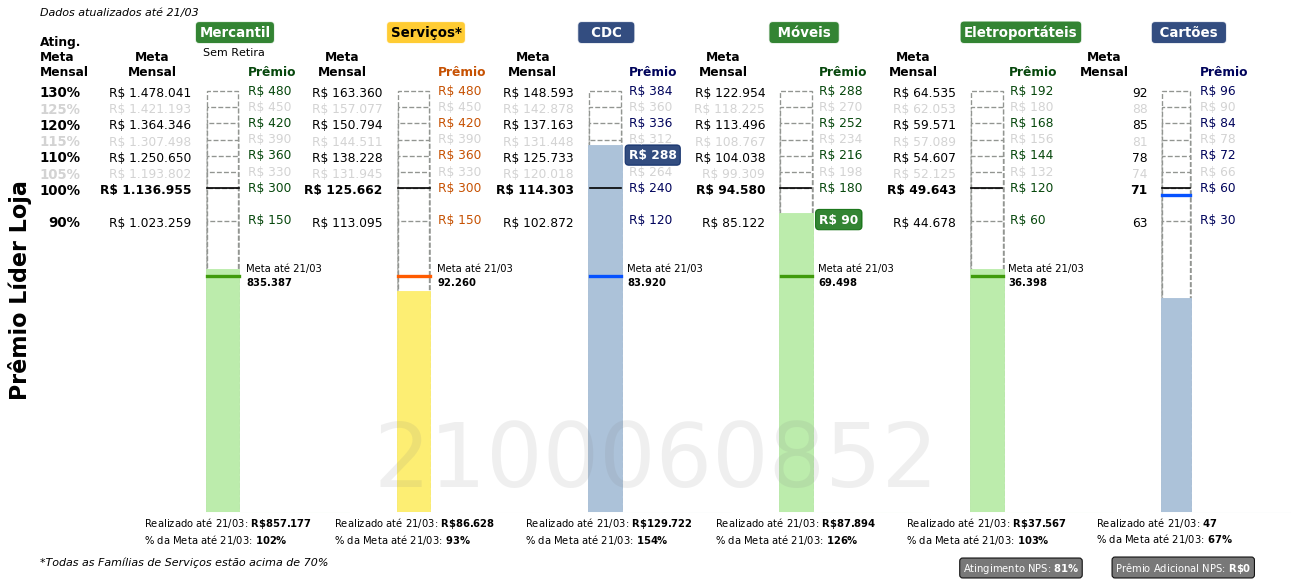 Dados atualizados até 21/03
Mercantil Serviços* CDC Móveis Eletroportáteis Cartões
Sem Retira
Ating. Meta Mensal
Meta Mensal Prêmio Meta Mensal Prêmio Meta Mensal Prêmio Meta Mensal Prêmio Meta Mensal Prêmio Meta Mensal Prêmio
130% R$ 1.478.041 R$ 480 R$ 163.360 R$ 480 R$ 148.593 R$ 384 R$ 122.954 R$ 288 R$ 64.535 R$ 192 92 R$ 96
125% R$ 1.421.193 R$ 450 R$ 157.077 R$ 450 R$ 142.878 R$ 360 R$ 118.225 R$ 270 R$ 62.053 R$ 180 88 R$ 90
120% R$ 1.364.346 R$ 420 R$ 150.794 R$ 420 R$ 137.163 R$ 336 R$ 113.496 R$ 252 R$ 59.571 R$ 168 85 R$ 84
115% R$ 1.307.498 R$ 390 R$ 144.511 R$ 390 R$ 131.448 R$ 312 R$ 108.767 R$ 234 R$ 57.089 R$ 156 81 R$ 78
110% R$ 1.250.650 R$ 360 R$ 138.228 R$ 360 R$ 125.733 R$ 288 R$ 104.038 R$ 216 R$ 54.607 R$ 144 78 R$ 72
105% R$ 1.193.802 R$ 330 R$ 131.945 R$ 330 R$ 120.018 R$ 264 R$ 99.309 R$ 198 R$ 52.125 R$ 132 74 R$ 66
100% R$ 1.136.955 R$ 300 R$ 125.662 R$ 300 R$ 114.303 R$ 240 R$ 94.580 R$ 180 R$ 49.643 R$ 120 71 R$ 60
90% R$ 1.023.259 R$ 150 R$ 113.095 R$ 150 R$ 102.872 R$ 120 R$ 85.122 R$ 90 R$ 44.678 R$ 60 63 R$ 30
Meta até 21/03 Meta até 21/03 Meta até 21/03 Meta até 21/03 Meta até 21/03
835.387 92.260 83.920 69.498 36.398
Prêmio Líder Loja
2100060852
Realizado até 21/03: R$857.177 Realizado até 21/03: R$86.628 Realizado até 21/03: R$129.722 Realizado até 21/03: R$87.894 Realizado até 21/03: R$37.567 Realizado até 21/03: 47
% da Meta até 21/03: 102% % da Meta até 21/03: 93% % da Meta até 21/03: 154% % da Meta até 21/03: 126% % da Meta até 21/03: 103% % da Meta até 21/03: 67%
*Todas as Famílias de Serviços estão acima de 70%
Atingimento NPS: 81% Prêmio Adicional NPS: R$0